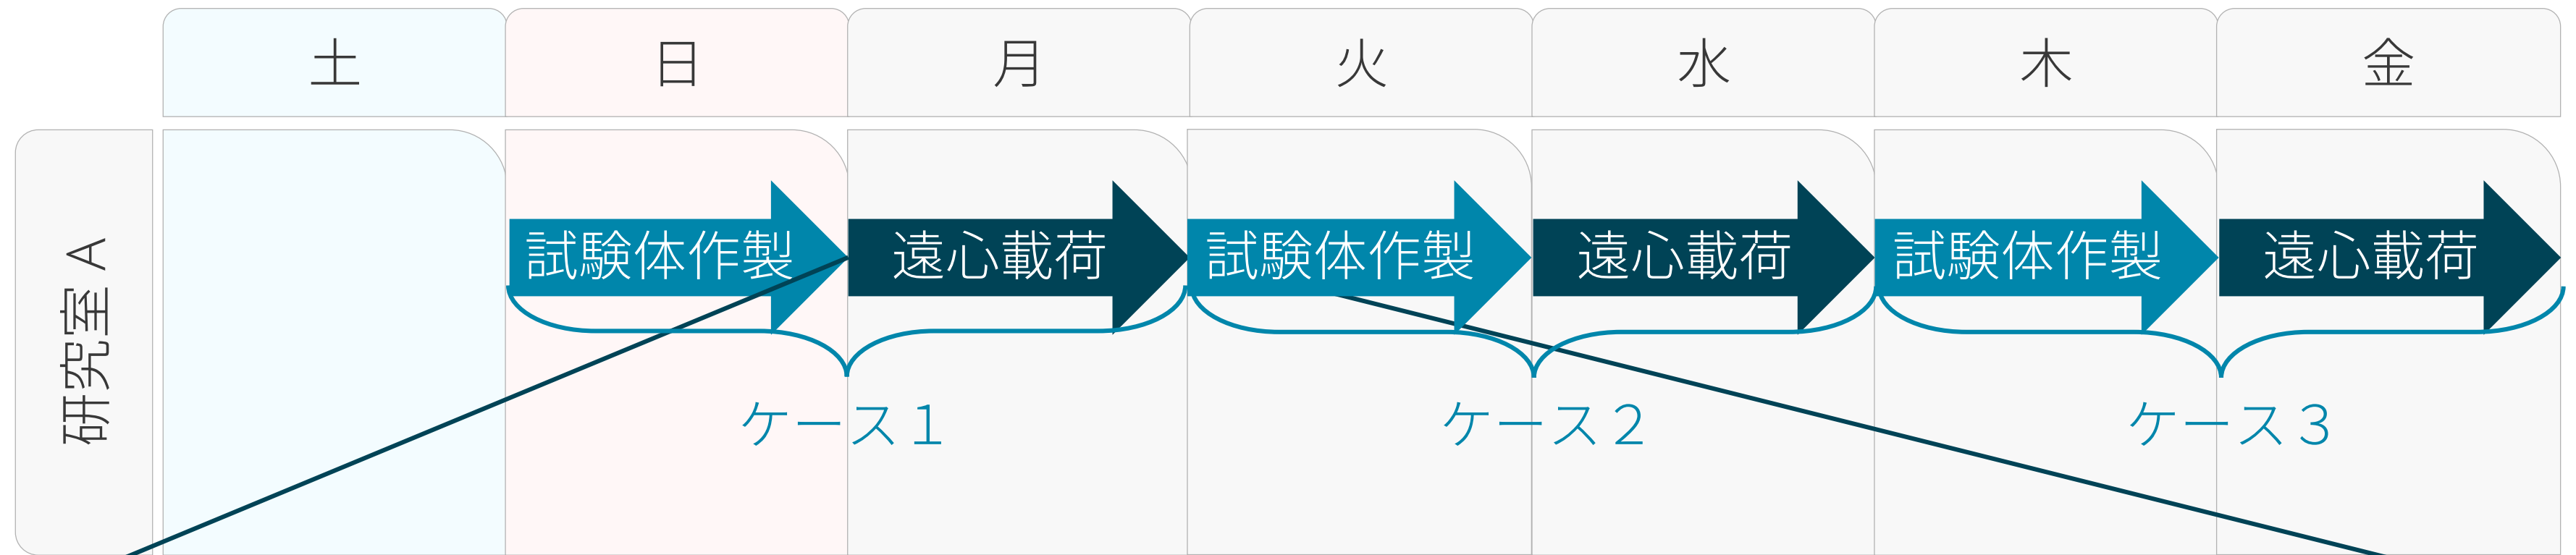 土 日 月 火 水 木 金
研究室 A
試験体作製 遠心載荷 試験体作製 遠心載荷 試験体作製 遠心載荷
ケース１ ケース２ ケース３